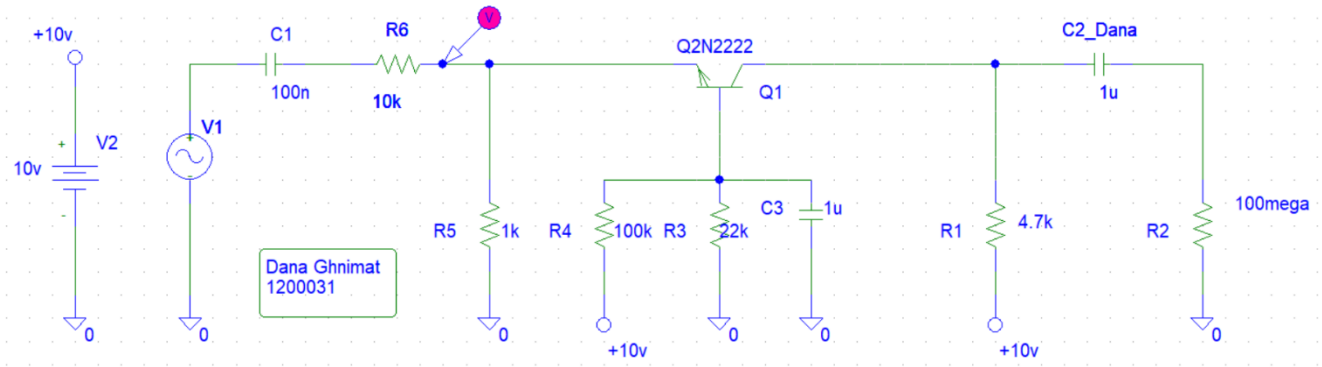 +10v
C1
R6
V
Q2N2222
C2_Dana
100n
10k
Q1
1u
+
V2
10v
-
V1
+
-
R5
1k
R4
100k
R3
22k
C3
1u
R1
4.7k
R2
100mega
Dana Ghnimat
1200031
0
0
0
+10v
0
0
+10v
0